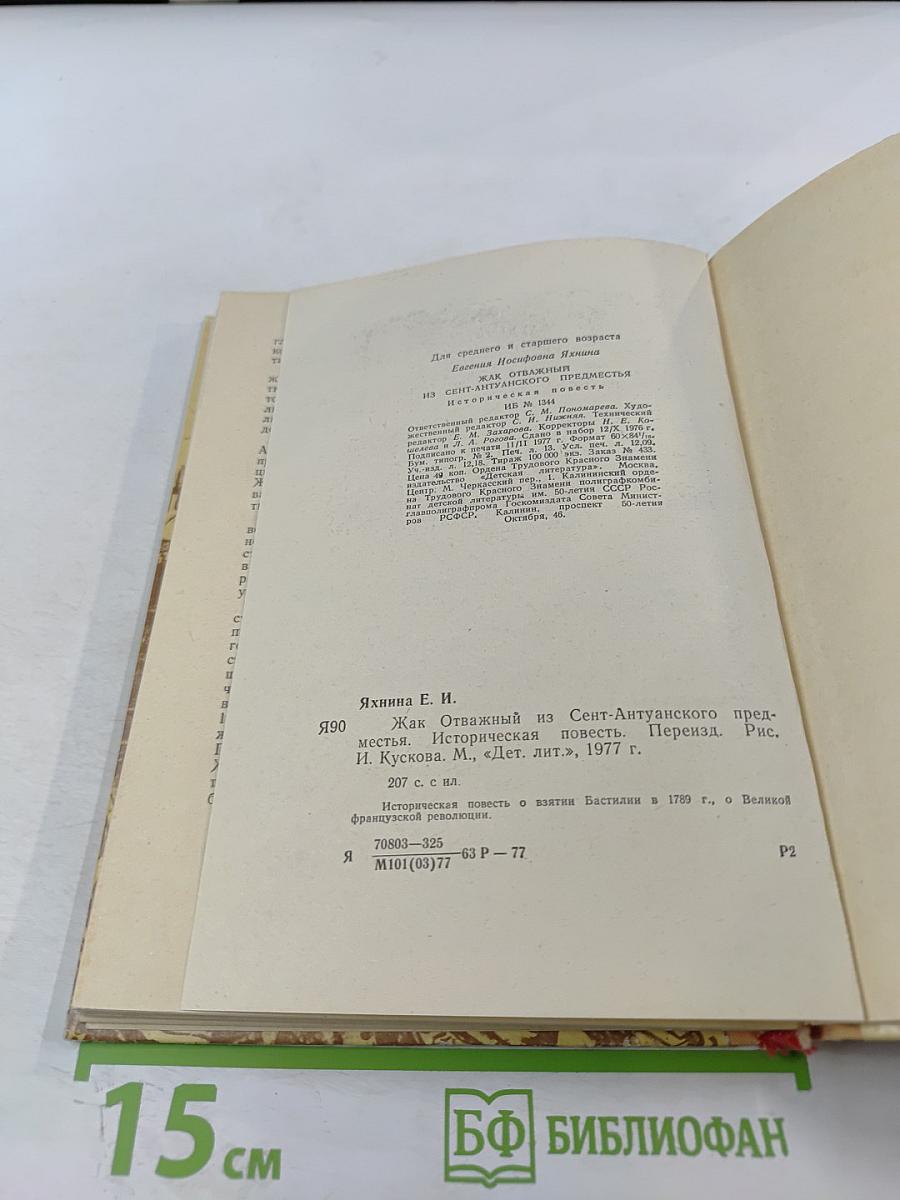 Для среднего и старшего возраста
Евгения Иосифовна Яхнина
ЖАК ОТВАЖНЫЙ
ИЗ СЕНТ-АНТУАНСКОГО ПРЕДМЕСТЬЯ
Историческая повесть
ИБ № 1344
Ответственный редактор С. М. Пономарева. Худо-
жественный редактор С. Н. Нижняя. Технический
редактор Е. М. Захарова. Корректоры Н. Е. Ко-
шелева и Л. А. Рогова. Сдано в набор 12/X 1976 г.
Подписано к печати 11/II 1977 г. Формат 60×84¹/₁₆.
Бум. типогр. № 2. Печ. л. 13. Усл. печ. л. 12,09.
Уч.-изд. л. 12,18. Тираж 100 000 экз. Заказ № 433.
Цена 49 коп. Ордена Трудового Красного Знамени
издательство «Детская литература». Москва,
Центр, М. Черкасский пер., 1. Калининский орде-
на Трудового Красного Знамени полиграфкомби-
нат детской литературы им. 50-летия СССР Рос-
главполиграфпрома Госкомиздата Совета Минист-
ров РСФСР. Калинин, проспект 50-летия
Октября, 46.
Яхнина Е. И.
Я90 Жак Отважный из Сент-Антуанского пред-
местья. Историческая повесть. Переизд. Рис.
И. Кускова. М., «Дет. лит.», 1977 г.
207 с. с ил.
Историческая повесть о взятии Бастилии в 1789 г., о Великой
французской революции.
Я 70803—325
М101(03)77 63 Р — 77 Р2
15 см
БФ БИБЛИОФАН